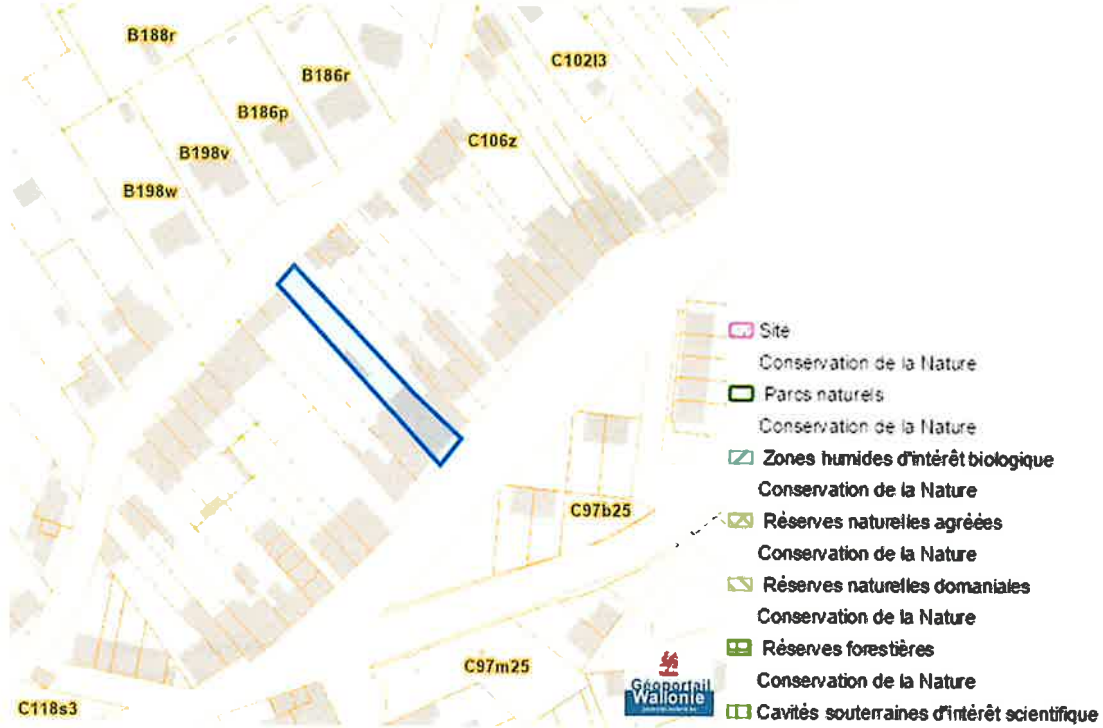 B188r
B186r
C102l3
B186p
C106z
B198v
B198w
Site
Conservation de la Nature
Parcs naturels
Conservation de la Nature
Zones humides d'intérêt biologique
Conservation de la Nature
C97b25
Réserves naturelles agréées
Conservation de la Nature
Réserves naturelles domaniales
Conservation de la Nature
Réserves forestières
Conservation de la Nature
C97m25
Géoportail
Wallonie
C118s3
Cavités souterraines d'intérêt scientifique